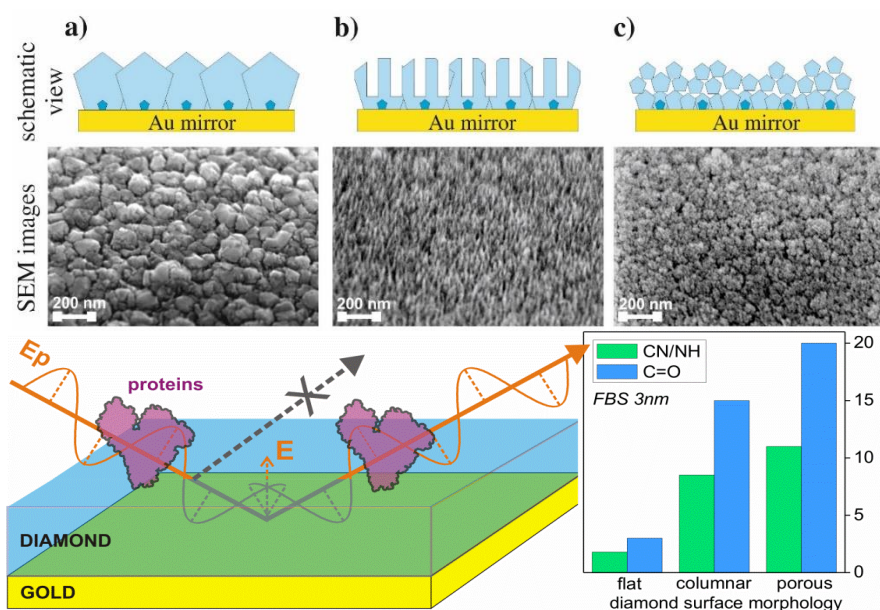 a)
b)
c)
schematic
view
Au mirror
Au mirror
Au mirror
SEM images
200 nm
200 nm
200 nm
Ep
proteins
X
E
DIAMOND
GOLD
CN/NH
C=O
FBS 3nm
20
15
10
5
0
flat
columnar
porous
diamond surface morphology